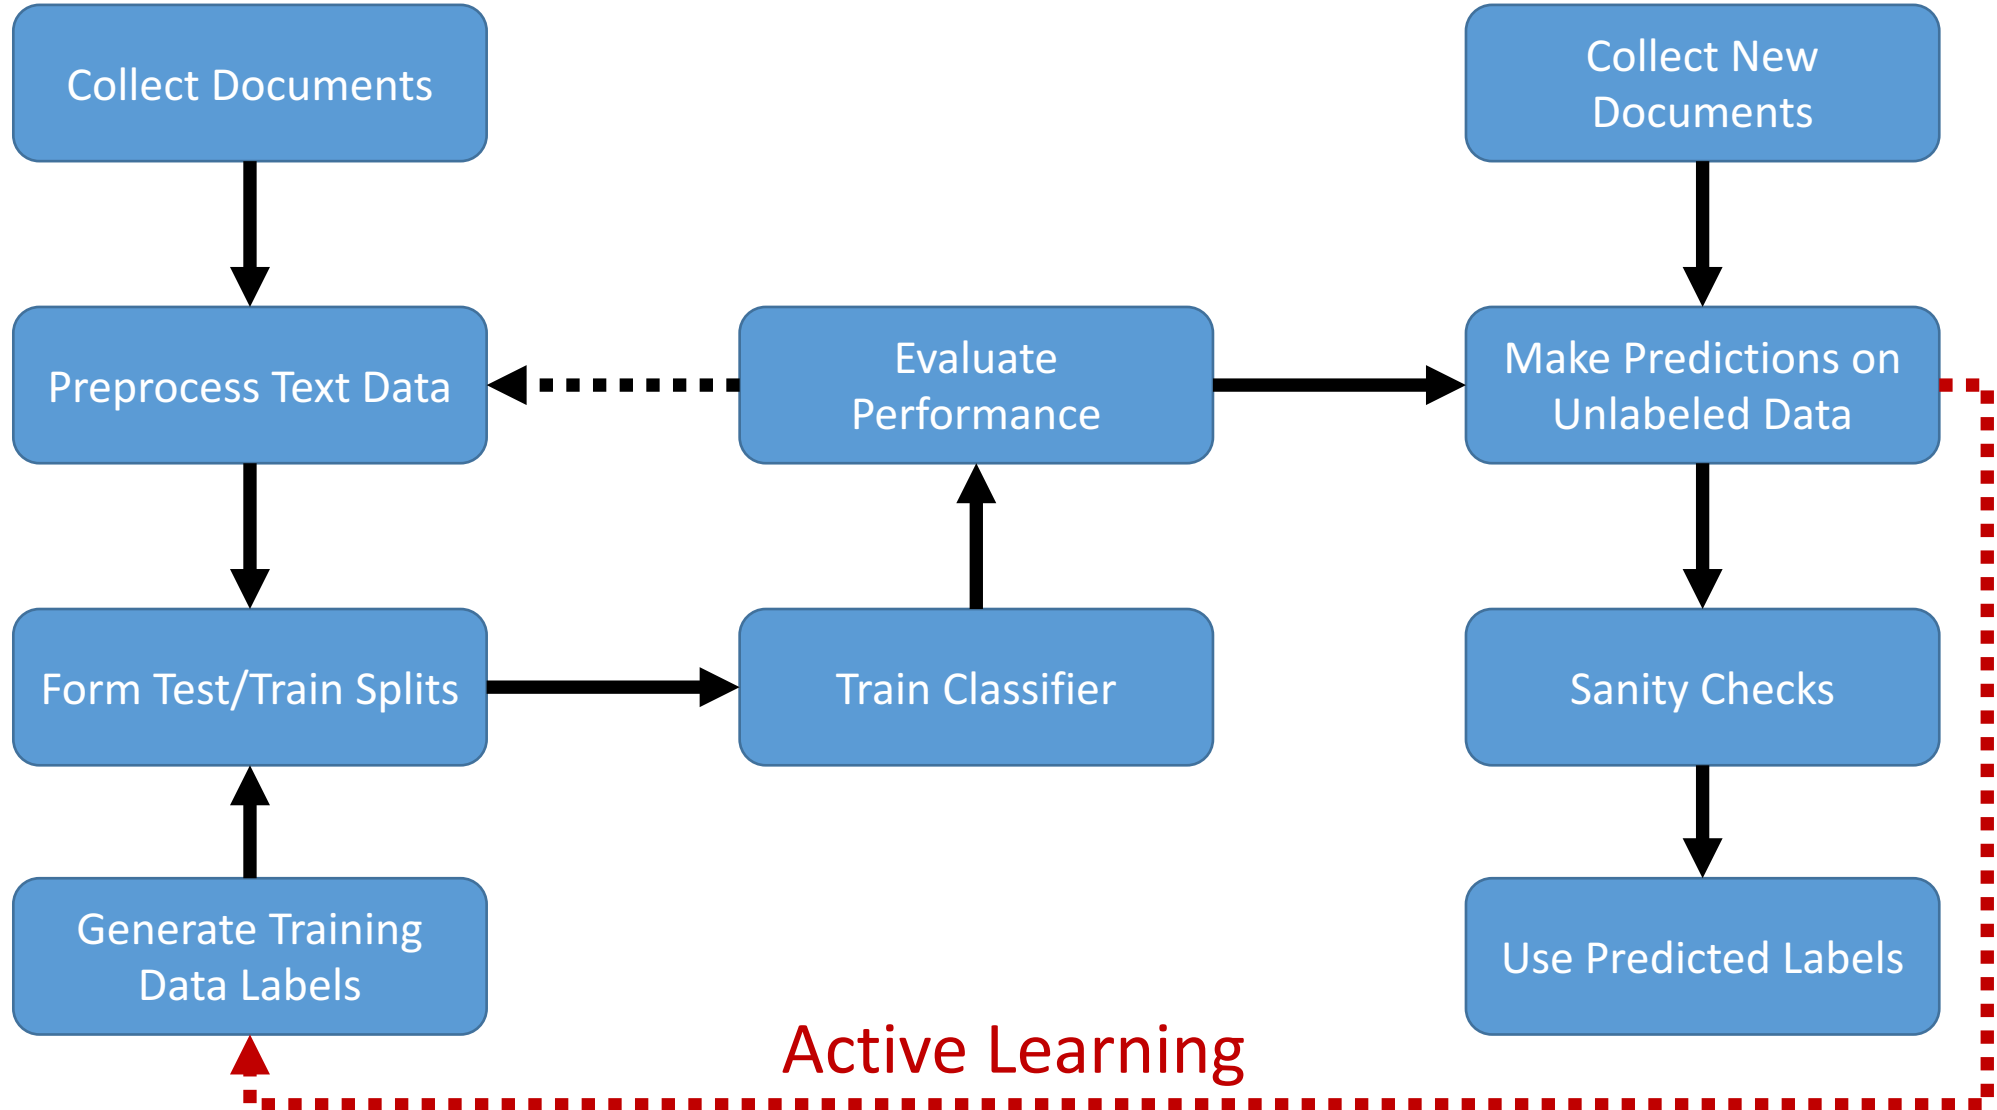 Collect Documents
Collect New
Documents
Preprocess Text Data
Evaluate
Performance
Make Predictions on
Unlabeled Data
Form Test/Train Splits
Train Classifier
Sanity Checks
Generate Training
Data Labels
Use Predicted Labels
Active Learning